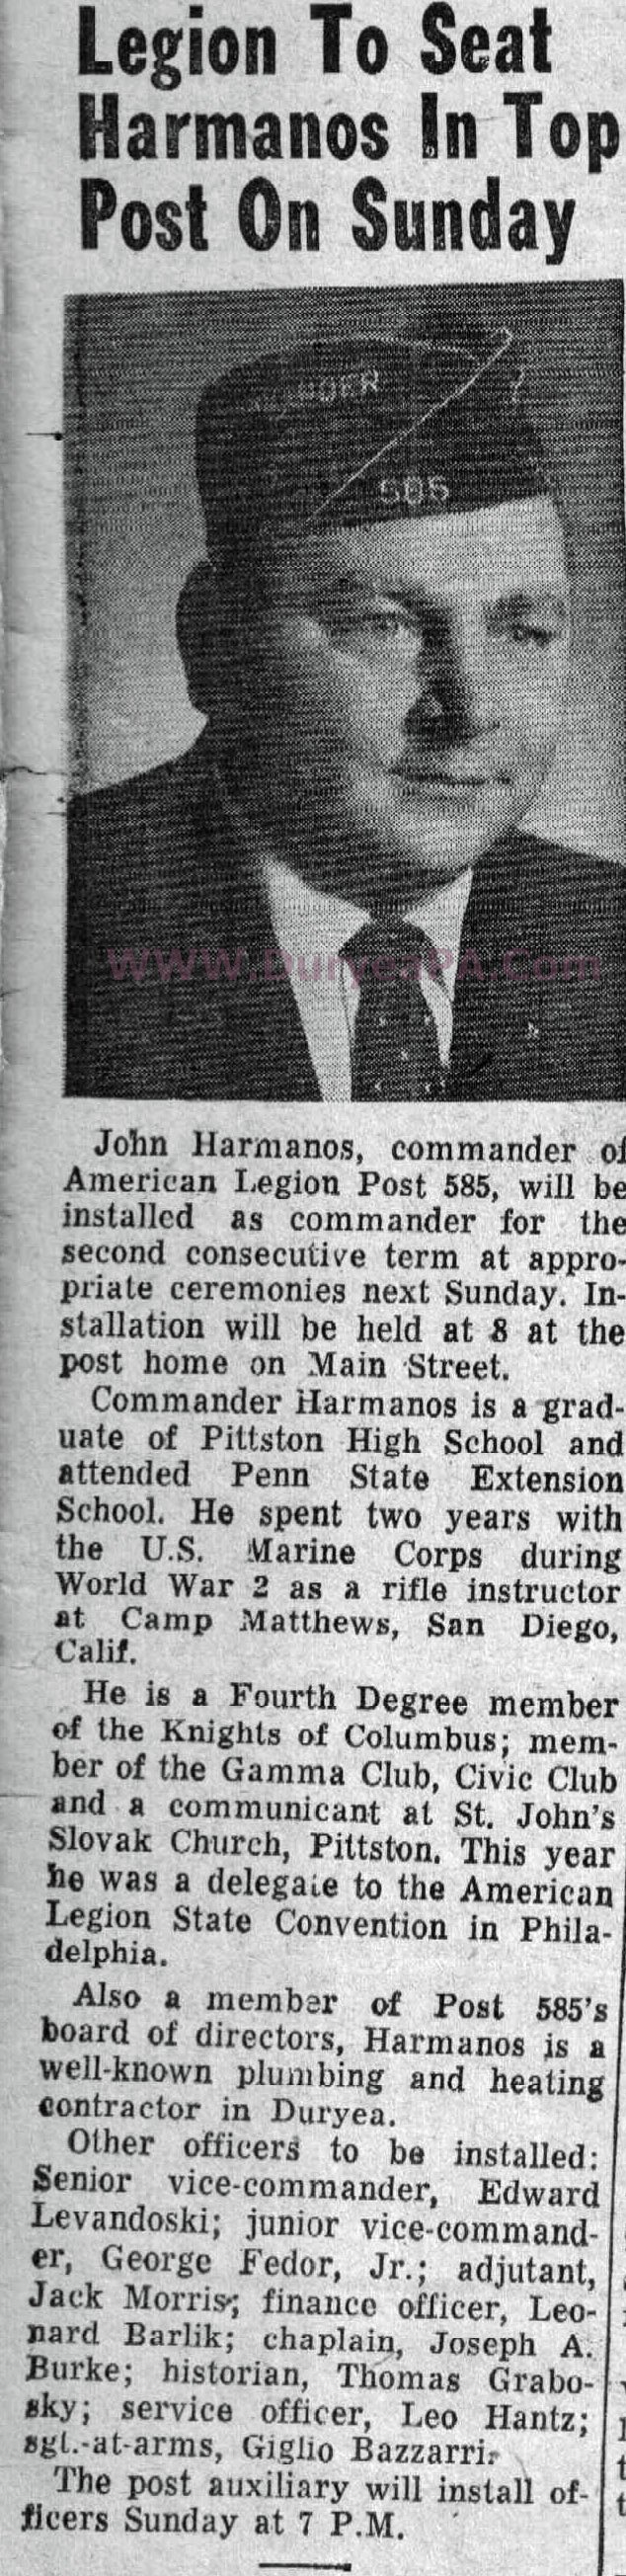 Legion To Seat
Harmanos In Top
Post On Sunday
585
WWW.DuryeaPA.Com
John Harmanos, commander of
American Legion Post 585, will be
installed as commander for the
second consecutive term at appro-
priate ceremonies next Sunday. In-
stallation will be held at 8 at the
post home on Main Street.
Commander Harmanos is a grad-
uate of Pittston High School and
attended Penn State Extension
School. He spent two years with
the U.S. Marine Corps during
World War 2 as a rifle instructor
at Camp Matthews, San Diego,
Calif.
He is a Fourth Degree member
of the Knights of Columbus; mem-
ber of the Gamma Club, Civic Club
and a communicant at St. John's
Slovak Church, Pittston. This year
he was a delegate to the American
Legion State Convention in Phila-
delphia.
Also a member of Post 585's
board of directors, Harmanos is a
well-known plumbing and heating
contractor in Duryea.
Other officers to be installed:
Senior vice-commander, Edward
Levandoski; junior vice-command-
er, George Fedor, Jr.; adjutant,
Jack Morris; finance officer, Leo-
nard Barlik; chaplain, Joseph A.
Burke; historian, Thomas Grabo-
sky; service officer, Leo Hantz;
sgt.-at-arms, Giglio Bazzarri.
The post auxiliary will install of-
ficers Sunday at 7 P.M.